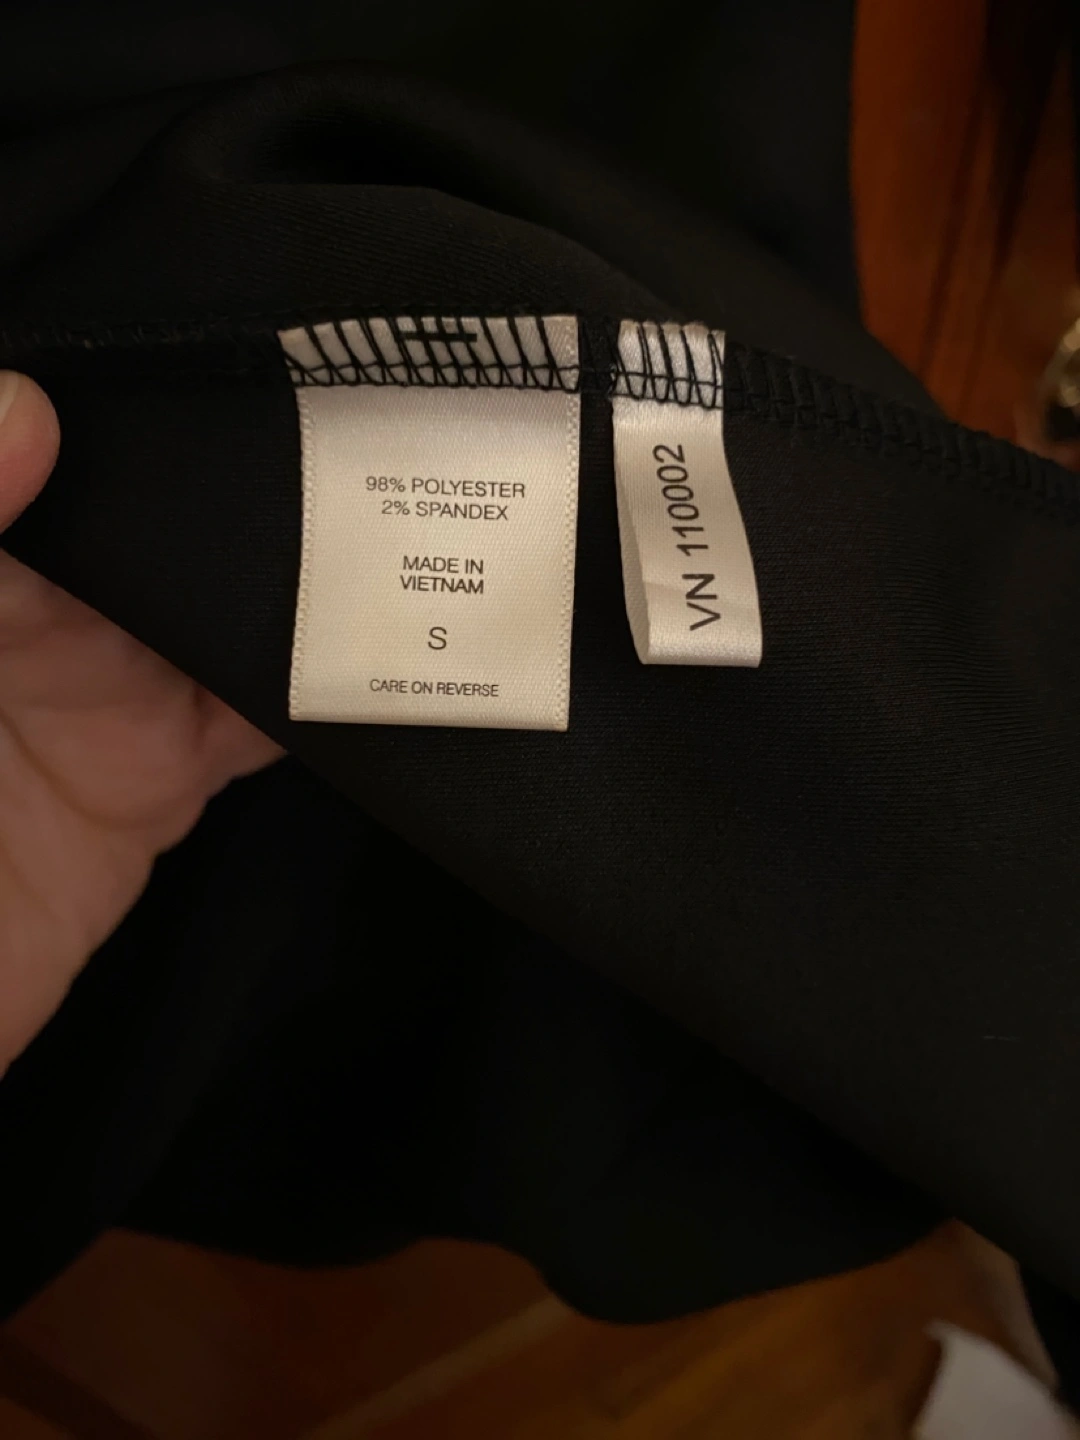 98% POLYESTER
2% SPANDEX
MADE IN
VIETNAM
S
CARE ON REVERSE
VN 110002